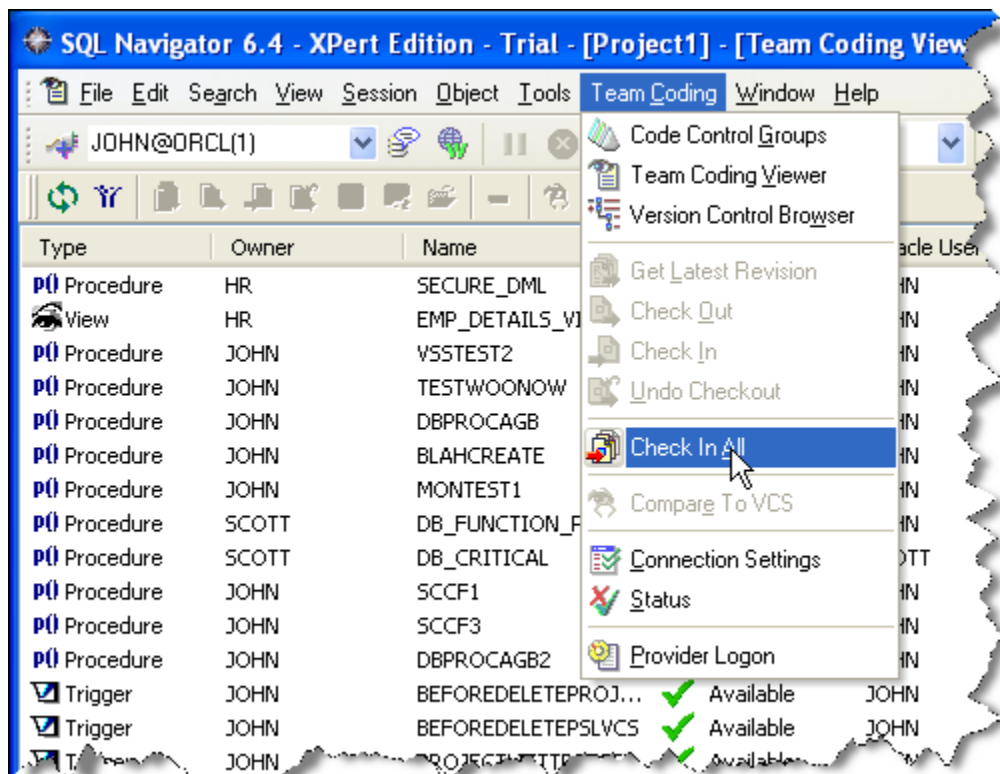 SQL Navigator 6.4 - XPert Edition - Trial - [Project1] - [Team Coding View
File Edit Search View Session Object Tools Team Coding Window Help
JOHN@ORCL(1)
Code Control Groups
Team Coding Viewer
Version Control Browser
Get Latest Revision
Check Out
Check In
Undo Checkout
Check In All
Compare To VCS
Connection Settings
Status
Provider Logon
Type Owner Name User
P() Procedure HR SECURE_DML
View HR EMP_DETAILS_VI
P() Procedure JOHN VSSTEST2
P() Procedure JOHN TESTWOONOW
P() Procedure JOHN DBPROCAGB
P() Procedure JOHN BLAHCREATE
P() Procedure JOHN MONTEST1
P() Procedure SCOTT DB_FUNCTION_F
P() Procedure SCOTT DB_CRITICAL
P() Procedure JOHN SCCF1
P() Procedure JOHN SCCF3
P() Procedure JOHN DBPROCAGB2
Trigger JOHN BEFOREDELETEPROJ... Available JOHN
Trigger JOHN BEFOREDELETEPSLVCS Available JOHN
JOHN Available